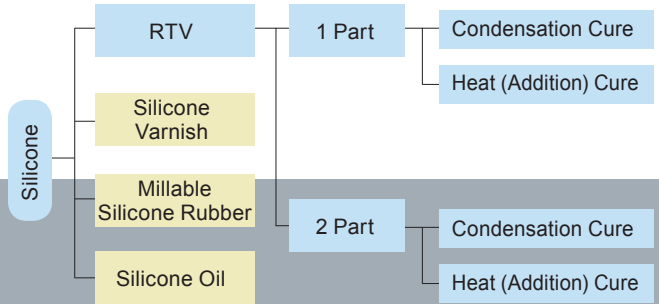 Silicone
RTV
Silicone
Varnish
Millable
Silicone Rubber
Silicone Oil
1 Part
2 Part
Condensation Cure
Heat (Addition) Cure
Condensation Cure
Heat (Addition) Cure